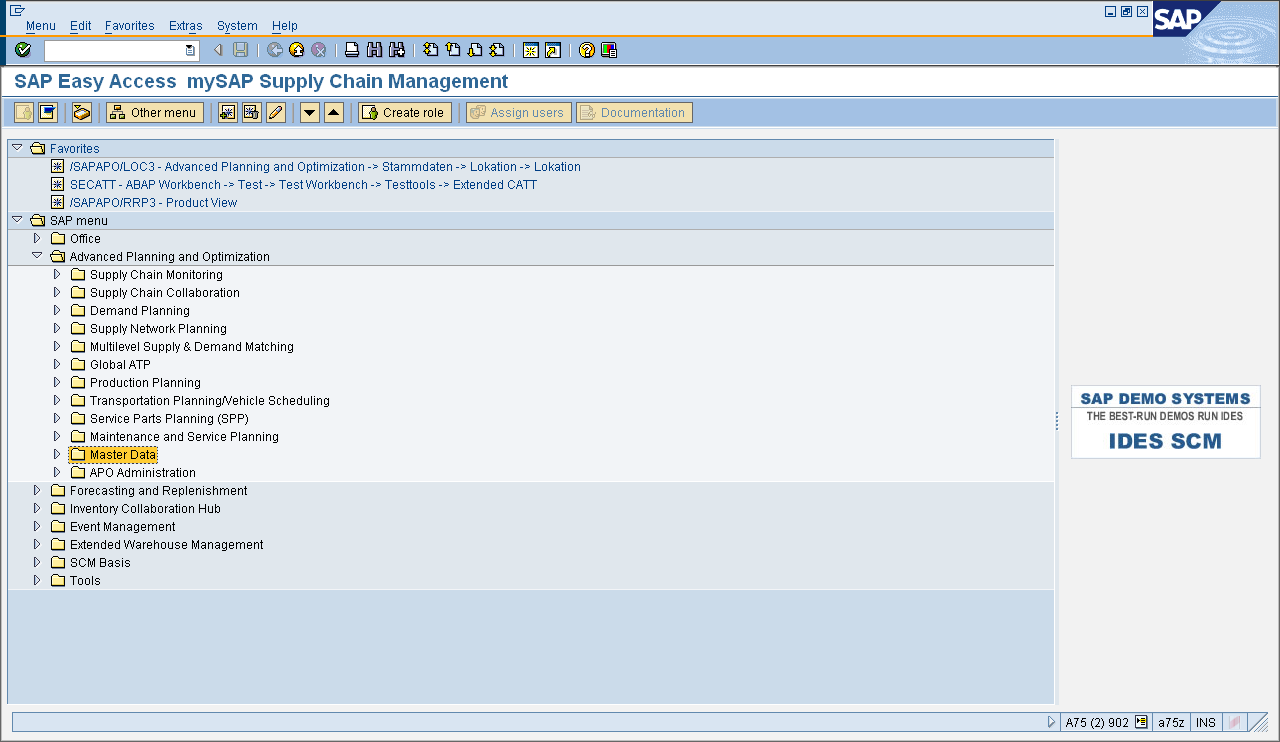 Menu Edit Favorites Extras System Help
SAP
SAP Easy Access mySAP Supply Chain Management
Other menu Create role Assign users Documentation
Favorites
/SAPAPO/LOC3 - Advanced Planning and Optimization -> Stammdaten -> Lokation -> Lokation
SECATT - ABAP Workbench -> Test -> Test Workbench -> Testtools -> Extended CATT
/SAPAPO/RRP3 - Product View
SAP menu
Office
Advanced Planning and Optimization
Supply Chain Monitoring
Supply Chain Collaboration
Demand Planning
Supply Network Planning
Multilevel Supply & Demand Matching
Global ATP
Production Planning
Transportation Planning/Vehicle Scheduling
Service Parts Planning (SPP)
Maintenance and Service Planning
Master Data
APO Administration
Forecasting and Replenishment
Inventory Collaboration Hub
Event Management
Extended Warehouse Management
SCM Basis
Tools
SAP DEMO SYSTEMS
THE BEST-RUN DEMOS RUN IDES
IDES SCM
A75 (2) 902 a75z INS